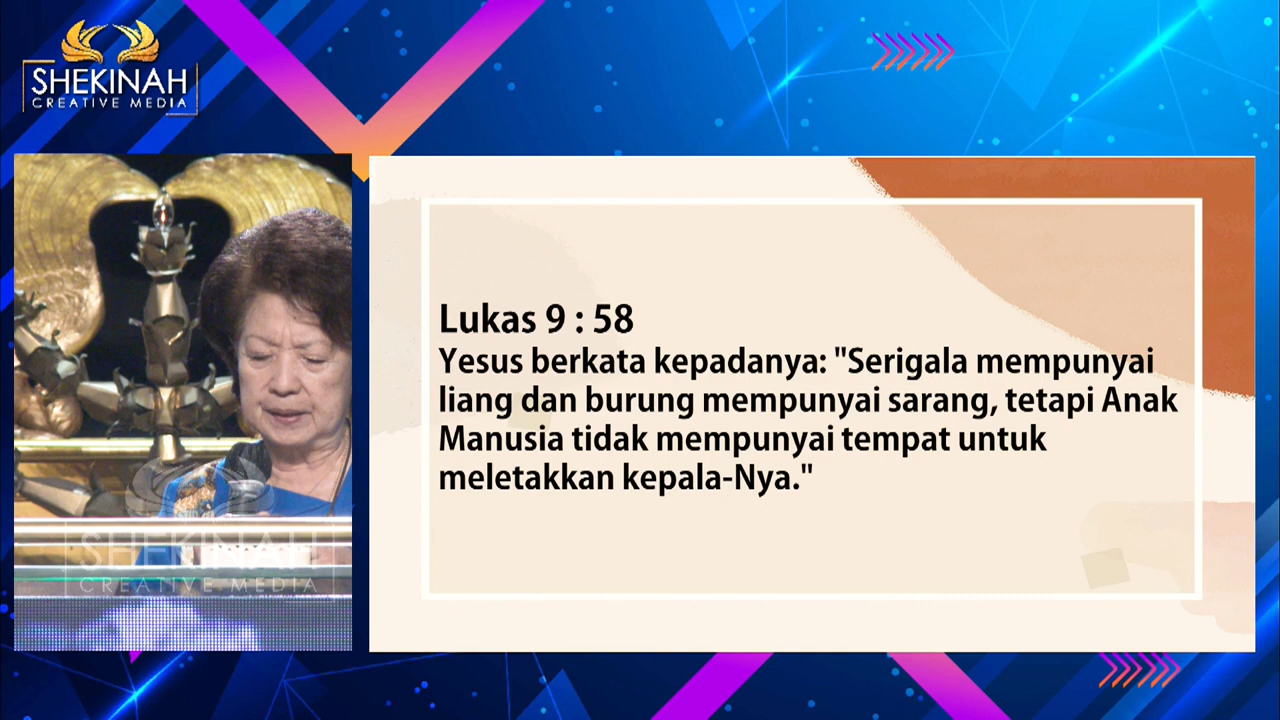 SHEKINAH
CREATIVE MEDIA
Lukas 9 : 58
Yesus berkata kepadanya: "Serigala mempunyai
liang dan burung mempunyai sarang, tetapi Anak
Manusia tidak mempunyai tempat untuk
meletakkan kepala-Nya."
SHEKINAH
CREATIVE MEDIA